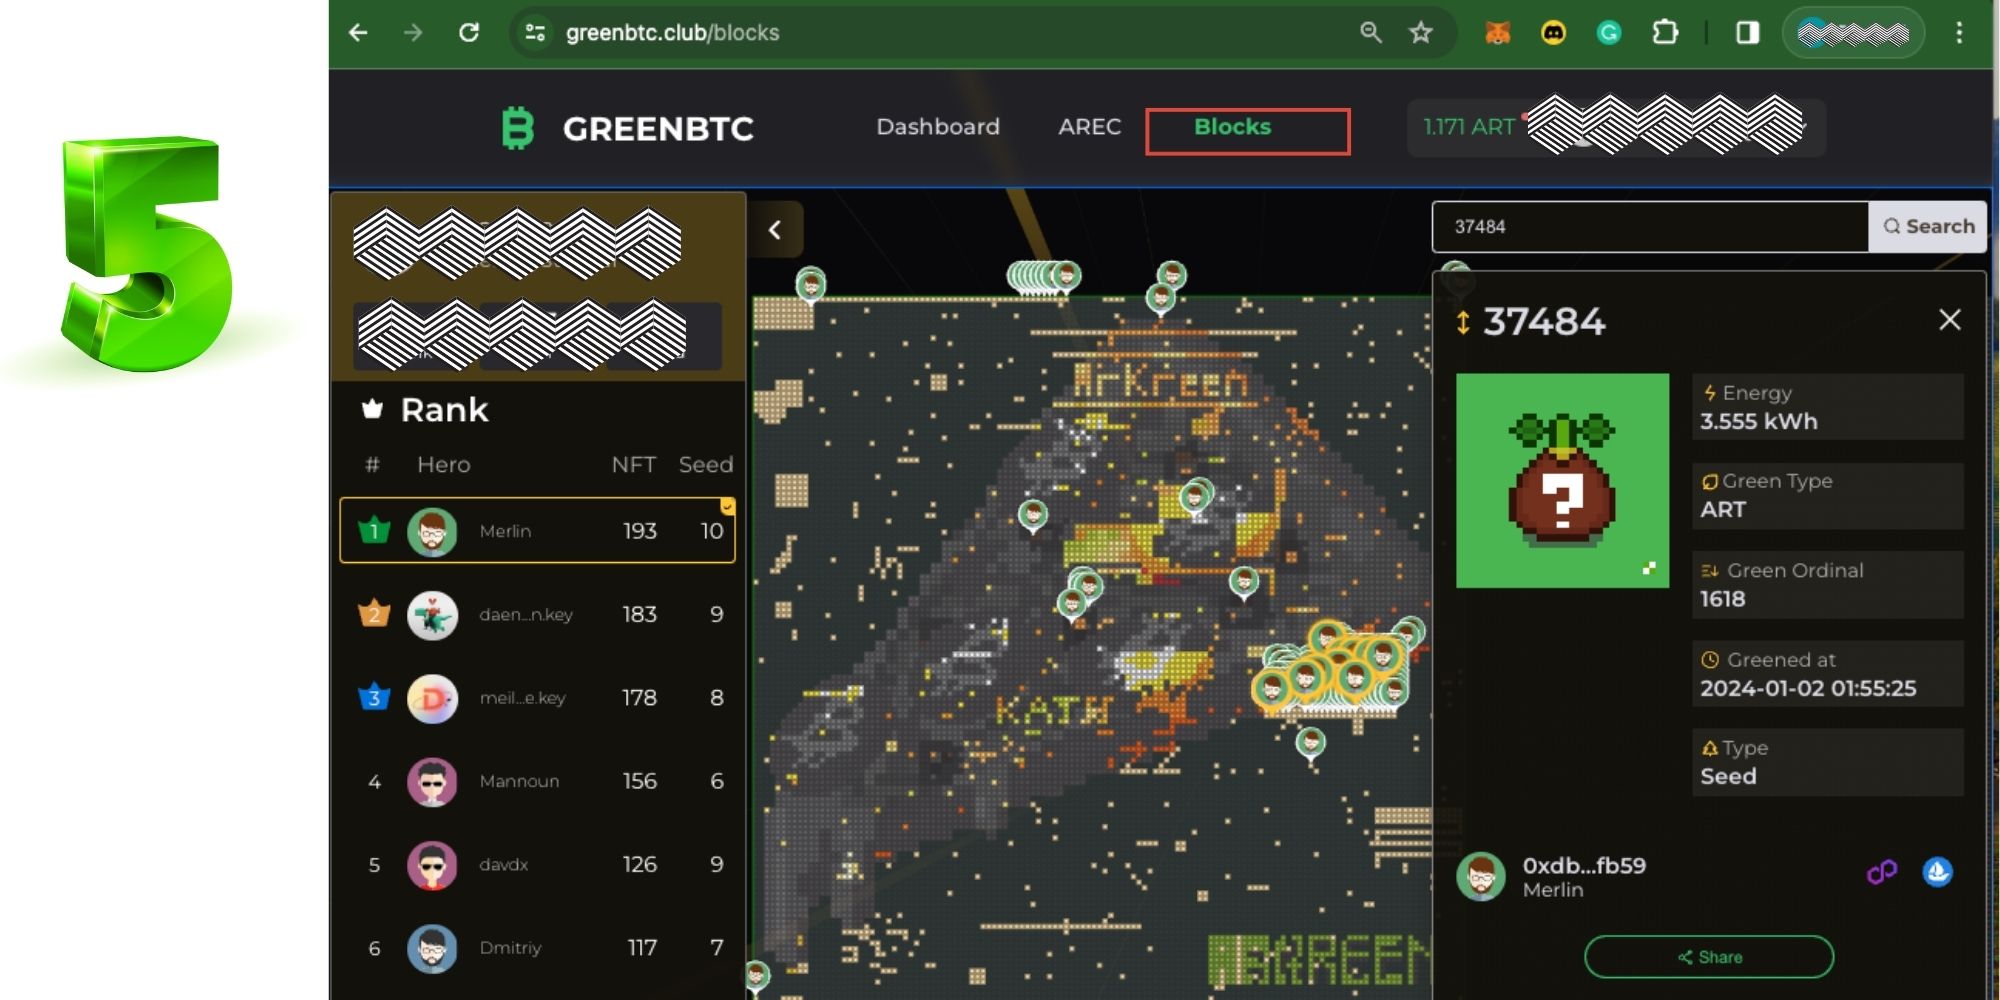 5
greenbtc.club/blocks
GREENBTC
Dashboard
AREC
Blocks
1.171 ART
Rank
# Hero NFT Seed
1 Merlin 193 10
2 daen...n.key 183 9
3 meil...e.key 178 8
4 Mannoun 156 6
5 davdx 126 9
6 Dmitriy 117 7
ArKreen
KATH
37484
Search
37484
?
Energy
3.555 kWh
Green Type
ART
Green Ordinal
1618
Greened at
2024-01-02 01:55:25
Type
Seed
0xdb...fb59
Merlin
Share